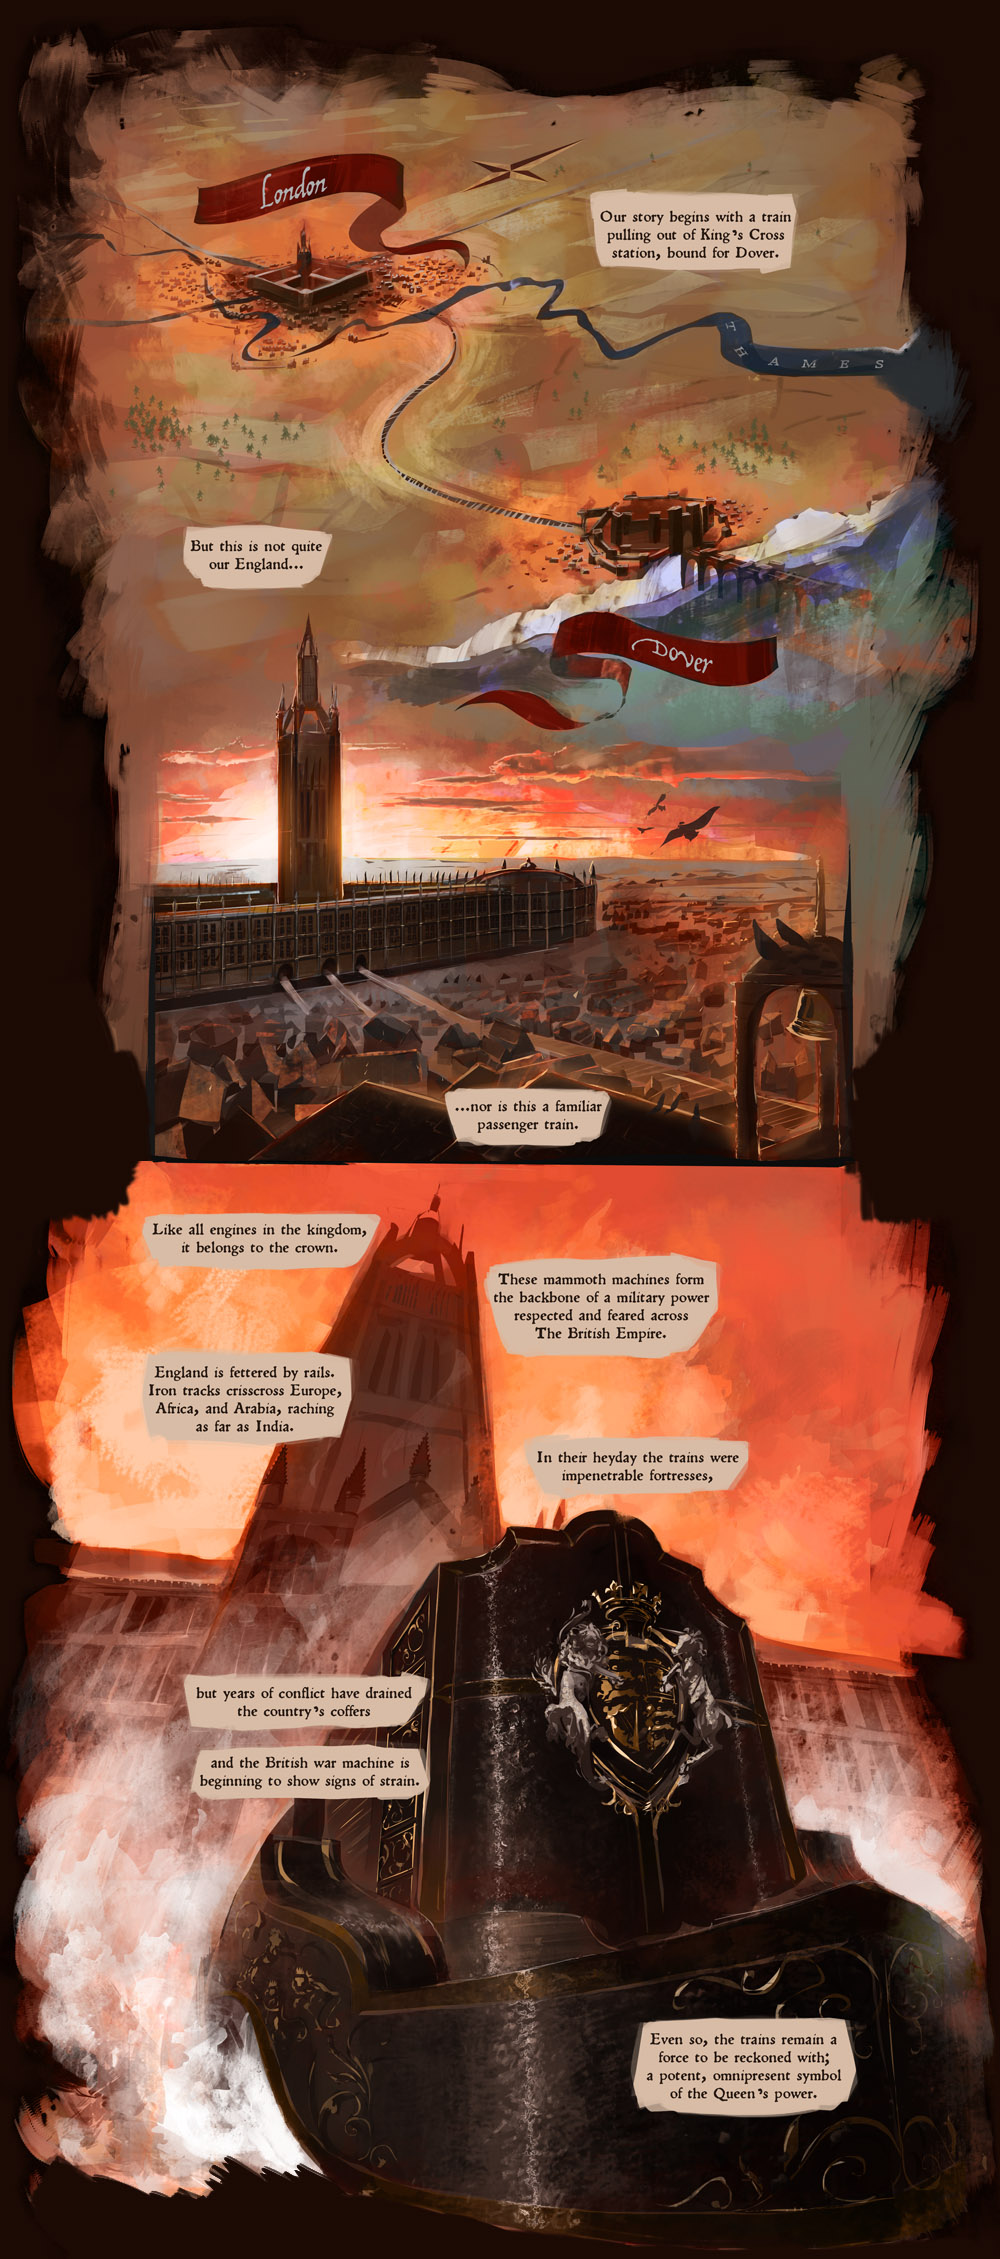 London
Our story begins with a train
pulling out of King's Cross
station, bound for Dover.
THAMES
But this is not quite
our England...
Dover
...nor is this a familiar
passenger train.
Like all engines in the kingdom,
it belongs to the crown.
These mammoth machines form
the backbone of a military power
respected and feared across
The British Empire.
England is fettered by rails.
Iron tracks crisscross Europe,
Africa, and Arabia, raching
as far as India.
In their heyday the trains were
impenetrable fortresses,
but years of conflict have drained
the country's coffers
and the British war machine is
beginning to show signs of strain.
Even so, the trains remain a
force to be reckoned with;
a potent, omnipresent symbol
of the Queen's power.